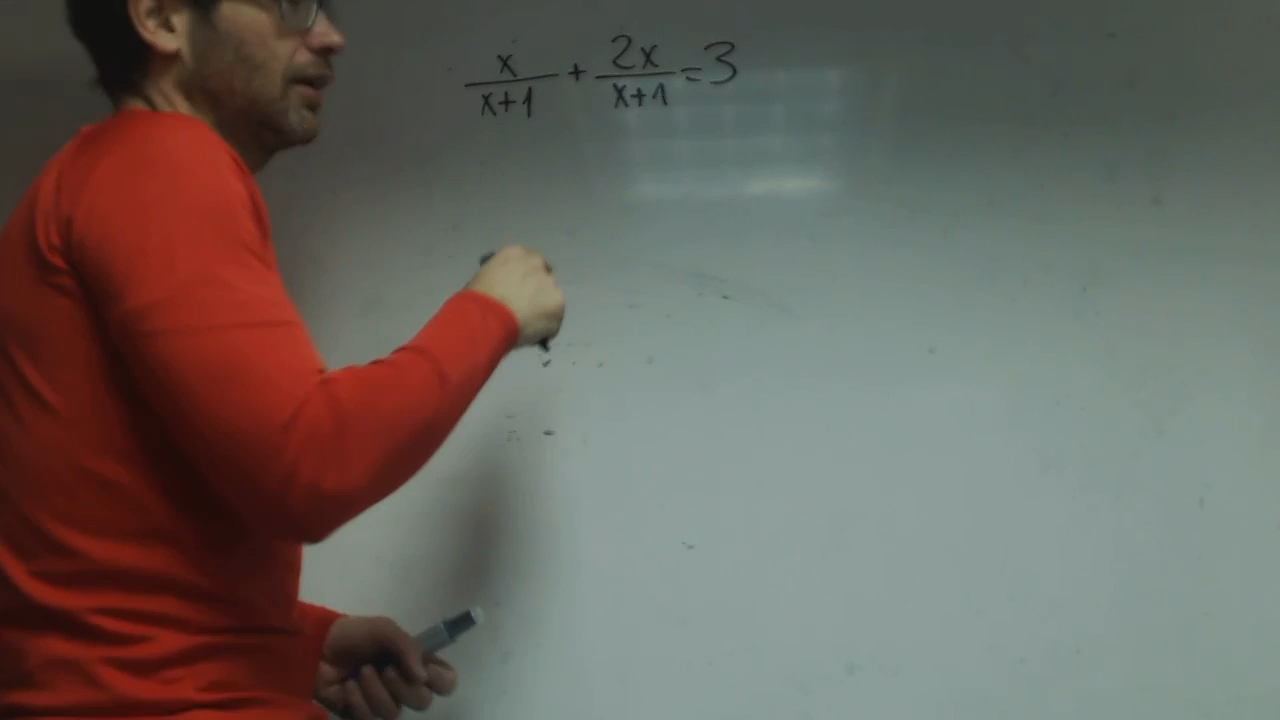 x/(x+1) + 2x/(x+1) = 3